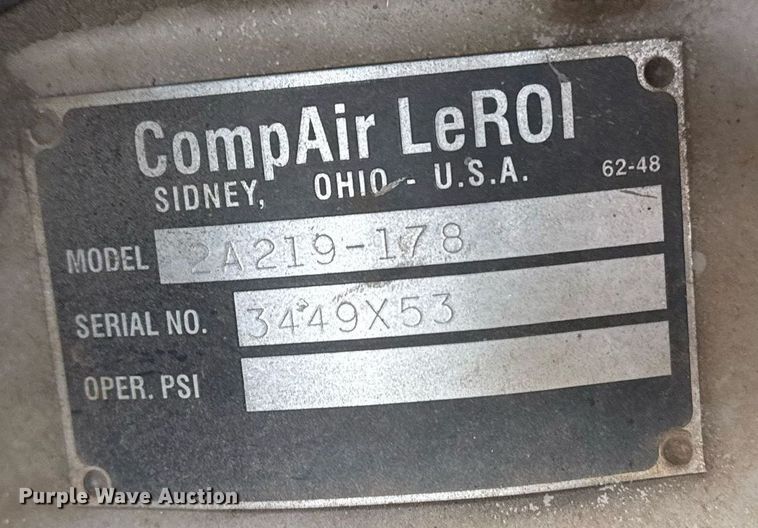 CompAir LeROI
SIDNEY, OHIO - U.S.A. 62-48
MODEL 2A219-178
SERIAL NO. 3449X53
OPER. PSI
Purple Wave Auction